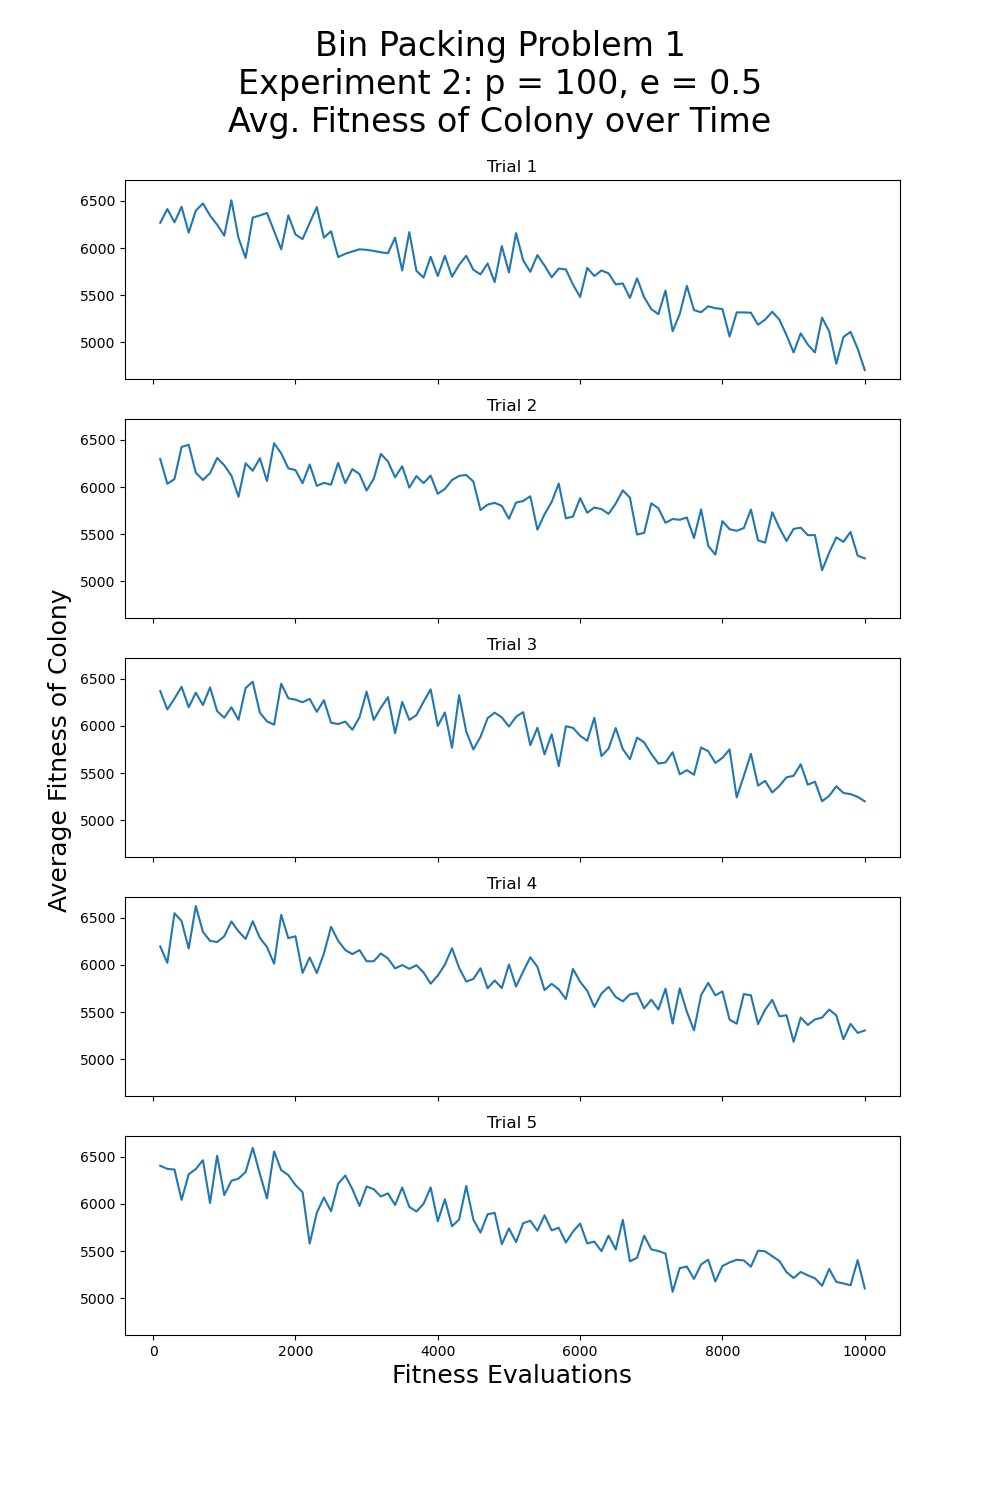 Bin Packing Problem 1
Experiment 2: p = 100, e = 0.5
Avg. Fitness of Colony over Time
Trial 1
6500
6000
5500
5000
Trial 2
6500
6000
5500
5000
Trial 3
6500
6000
5500
5000
Trial 4
6500
6000
5500
5000
Trial 5
6500
6000
5500
5000
0 2000 4000 6000 8000 10000
Fitness Evaluations
Average Fitness of Colony